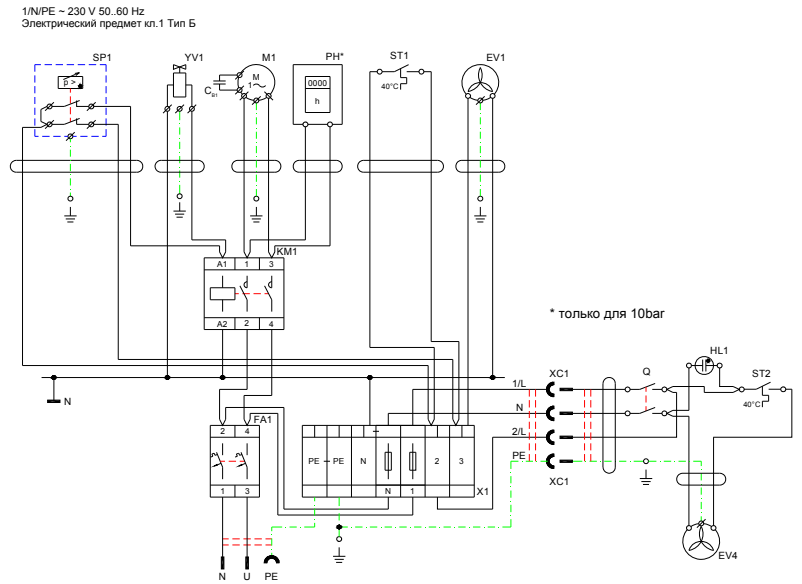 1/N/PE ~ 230 V 50..60 Hz
Электрический предмет кл.1 Тип Б
SP1 YV1 M1 PH* ST1 EV1
p >
C B1
M
1 ~
0000
h
40°C
KM1
A1 1 3
A2 2 4
* только для 10bar
N
HL1
XC1 Q ST2
1/L
40°C
N
2/L
PE
XC1
FA1
2 4
PE PE N 2 3
N 1
X1
1 3
EV4
N U PE